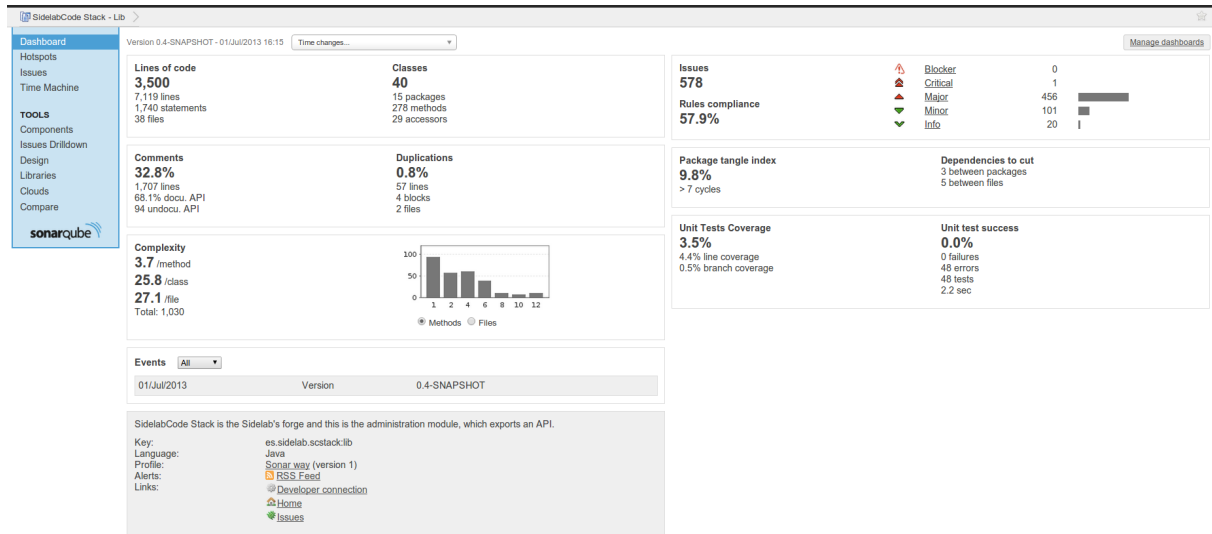 SidelabCode Stack - Lib
Dashboard
Hotspots
Issues
Time Machine
TOOLS
Components
Issues Drilldown
Design
Libraries
Clouds
Compare
sonarqube
Version 0.4-SNAPSHOT - 01/Jul/2013 16:15
Time changes...
Manage dashboards
Lines of code
3,500
7,119 lines
1,740 statements
38 files
Classes
40
15 packages
278 methods
29 accessors
Comments
32.8%
1,707 lines
68.1% docu. API
94 undocu. API
Duplications
0.8%
57 lines
4 blocks
2 files
Complexity
3.7 /method
25.8 /class
27.1 /file
Total: 1,030
100
50
0
1 2 4 6 8 10 12
Methods Files
Events All
01/Jul/2013 Version 0.4-SNAPSHOT
SidelabCode Stack is the Sidelab's forge and this is the administration module, which exports an API.
Key: es.sidelab.scstack:lib
Language: Java
Profile: Sonar way (version 1)
Alerts: RSS Feed
Links: Developer connection
Home
Issues
Issues
578
Rules compliance
57.9%
Blocker 0
Critical 1
Major 456
Minor 101
Info 20
Package tangle index
9.8%
> 7 cycles
Dependencies to cut
3 between packages
5 between files
Unit Tests Coverage
3.5%
4.4% line coverage
0.5% branch coverage
Unit test success
0.0%
0 failures
48 errors
48 tests
2.2 sec